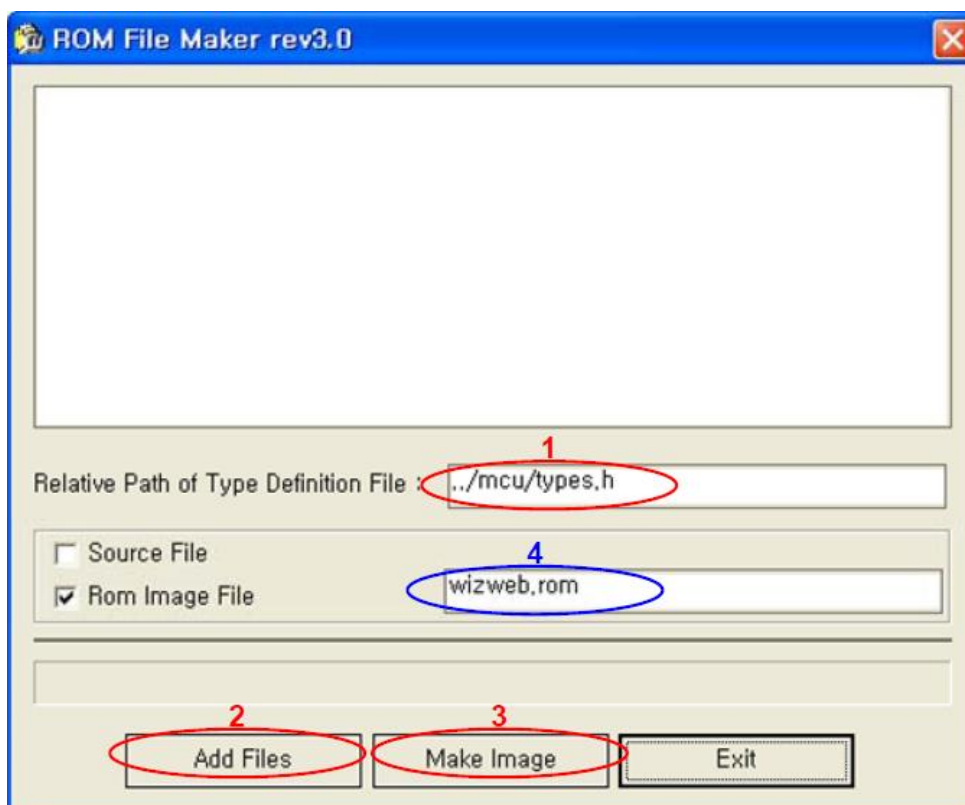 ROM File Maker rev3.0
1
Relative Path of Type Definition File : ../mcu/types.h
Source File
4
Rom Image File wizweb.rom
2 3
Add Files Make Image Exit